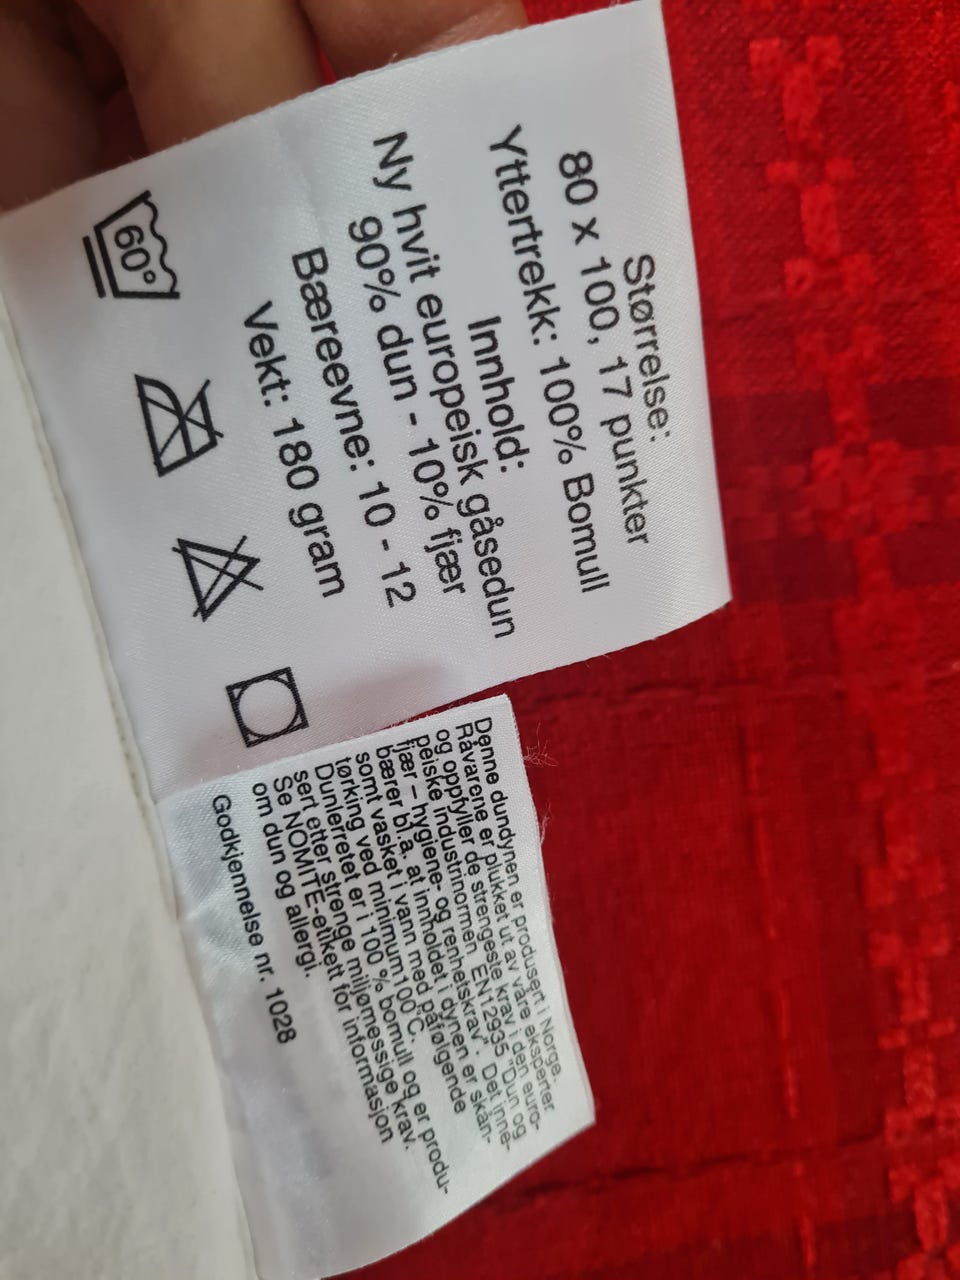 Størrelse:
80 x 100, 17 punkter
Yttertrekk: 100% Bomull
Innhold:
Ny hvit europeisk gåsedun
90% dun - 10% fjær
Bæreevne: 10 - 12
Vekt: 180 gram
60°
Denne dundynen er produsert i Norge.
Råvarene er plukket ut av våre eksperter
og oppfyller de strengeste krav i den euro-
peiske industrinormen EN12935 "Dun og
fjær – hygiene- og renhetskrav". Det inne-
bærer bl.a. at innholdet i dynen er skån-
somt vasket i vann med påfølgende
tørking ved minimum100°C.
Dunlerretet er i 100 % bomull og er produ-
sert etter strenge miljømessige krav.
Se NOMITE-etikett for informasjon
om dun og allergi.
Godkjennelse nr. 1028